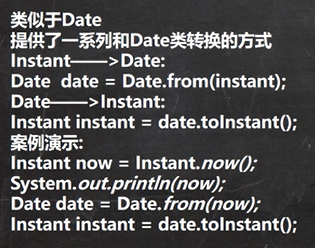 类似于Date
提供了一系列和Date类转换的方式
Instant——>Date:
Date  date = Date.from(instant);
Date——>Instant:
Instant instant = date.toInstant();
案例演示:
Instant now = Instant.now();
System.out.println(now);
Date date = Date.from(now);
Instant instant = date.toInstant();